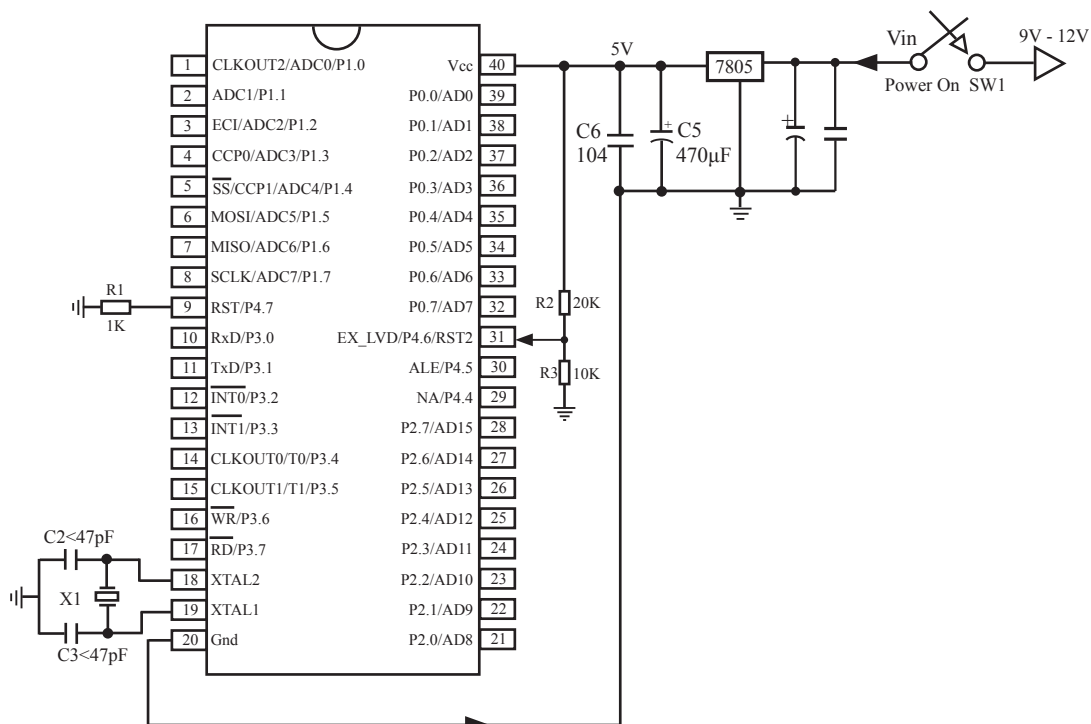 1 CLKOUT2/ADC0/P1.0
2 ADC1/P1.1
3 ECI/ADC2/P1.2
4 CCP0/ADC3/P1.3
5 SS/CCP1/ADC4/P1.4
6 MOSI/ADC5/P1.5
7 MISO/ADC6/P1.6
8 SCLK/ADC7/P1.7
9 RST/P4.7
10 RxD/P3.0
11 TxD/P3.1
12 INT0/P3.2
13 INT1/P3.3
14 CLKOUT0/T0/P3.4
15 CLKOUT1/T1/P3.5
16 WR/P3.6
17 RD/P3.7
18 XTAL2
19 XTAL1
20 Gnd
Vcc 40
P0.0/AD0 39
P0.1/AD1 38
P0.2/AD2 37
P0.3/AD3 36
P0.4/AD4 35
P0.5/AD5 34
P0.6/AD6 33
P0.7/AD7 32
EX_LVD/P4.6/RST2 31
ALE/P4.5 30
NA/P4.4 29
P2.7/AD15 28
P2.6/AD14 27
P2.5/AD13 26
P2.4/AD12 25
P2.3/AD11 24
P2.2/AD10 23
P2.1/AD9 22
P2.0/AD8 21
R1
1K
C2<47pF
X1
C3<47pF
5V
7805
Vin
9V - 12V
Power On SW1
C6
104
+
C5
470μF
+
R2 20K
R3 10K